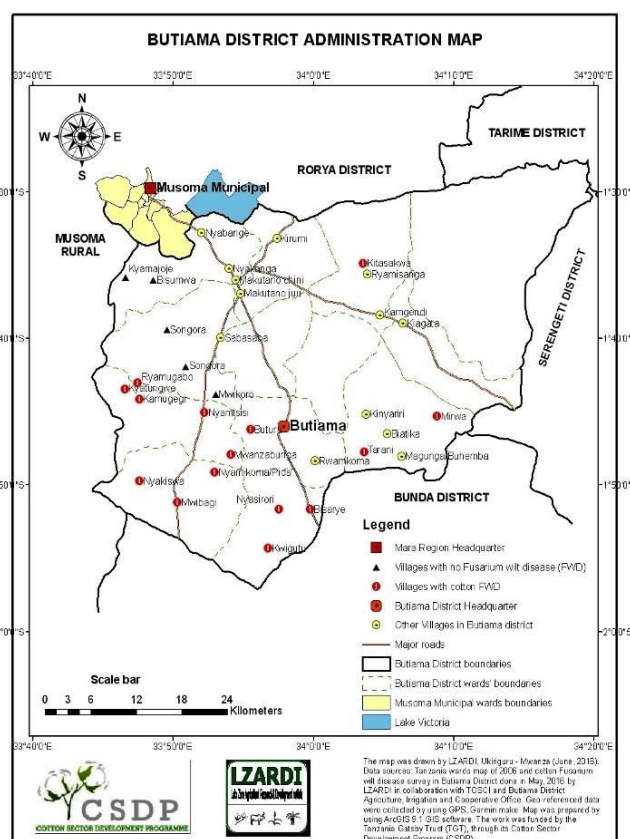 BUTIAMA DISTRICT ADMINISTRATION MAP
33°40'0"E
33°50'0"E
34°0'0"E
34°10'0"E
34°20'0"E
N
W
E
S
TARIME DISTRICT
RORYA DISTRICT
Musoma Municipal
1°30'0"S
MUSOMA
RURAL
SERENGETI DISTRICT
Nyabange
Kirumi
Kyamajoje
Bisumwa
Nyakanga
Makutano chini
Makutano juu
Kitasakwa
Ryamisanga
Kamgendi
Kiagata
Songora
Sabasaba
1°40'0"S
Songora
Ryamugabo
Kyatungwe
Kamugegi
Mwikoro
Nyamisisi
Butiama
Kinyariri
Mirwa
Biatika
Mwanzaburiga
Rwamkoma
Tarani
Magunga/Buhemba
Nyakiswa
Nyasirori
BUNDA DISTRICT
Mwibagi
Bisarye
Legend
Mara Region Headquarter
Villages with no Fusarium wilt disease (FWD)
Villages with cotton FWD
Butiama District Headquarter
Other Villages in Butiama district
Major roads
Butiama District boundaries
Butiama District wards' boundaries
Musoma Municipal wards boundaries
Lake Victoria
2°0'0"S
Scale bar
0 3 6 12 18 24
Kilometers
33°40'0"E
33°50'0"E
34°0'0"E
34°10'0"E
34°20'0"E
CSDP
COTTON SECTOR DEVELOPMENT PROGRAMME
LZARDI
The map was drawn by LZARDI, Ukiriguru - Mwanza (June, 2016).
Data sources: Tanzania wards map of 2006 and cotton Fusarium
wilt disease survey in Butiama District done in May, 2016 by
LZARDI in collaboration with TOSCI and Butiama District
Agriculture, Irrigation and Cooperative Office. Geo-referenced data
were collected by using GPS, Garmin make. Map was prepared by
using ArcGIS 9.1 GIS software. The work was funded by the
Tanzania Gatsby Trust (TGT), through its Cotton Sector
Development Program (CSDP)